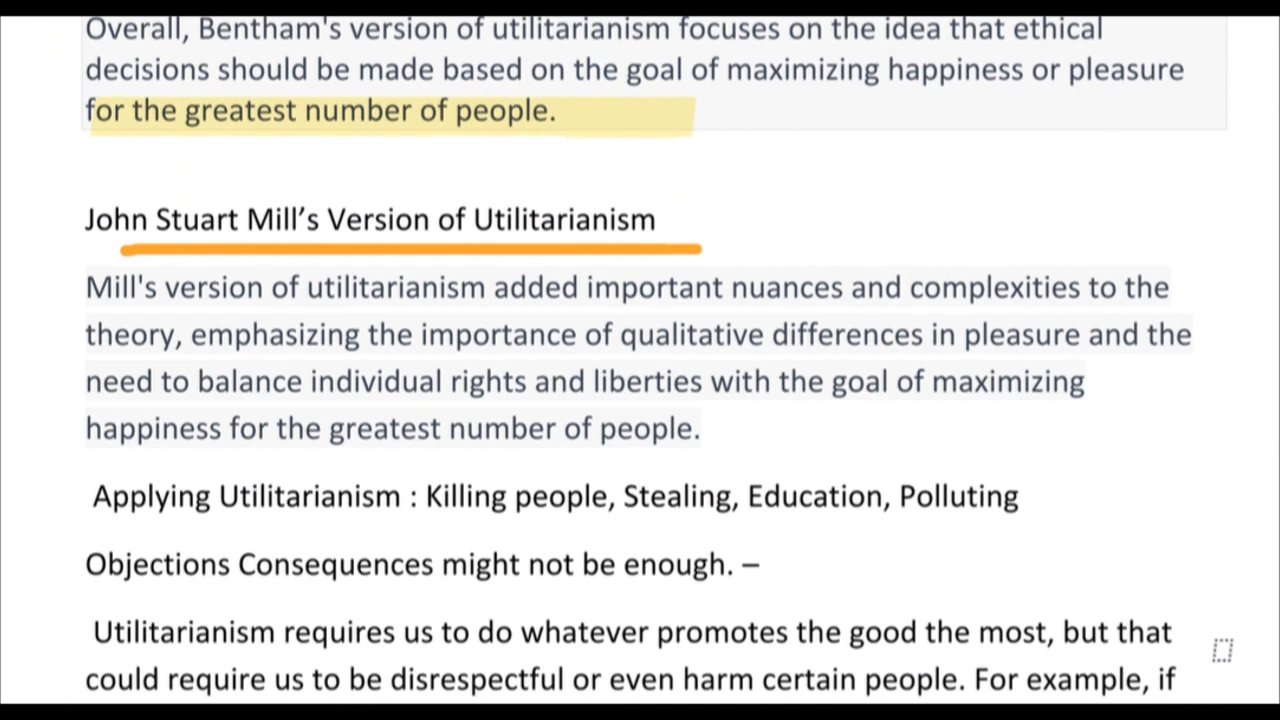 Overall, Bentham's version of utilitarianism focuses on the idea that ethical
decisions should be made based on the goal of maximizing happiness or pleasure
for the greatest number of people.
John Stuart Mill’s Version of Utilitarianism
Mill's version of utilitarianism added important nuances and complexities to the
theory, emphasizing the importance of qualitative differences in pleasure and the
need to balance individual rights and liberties with the goal of maximizing
happiness for the greatest number of people.
Applying Utilitarianism : Killing people, Stealing, Education, Polluting
Objections Consequences might not be enough. –
Utilitarianism requires us to do whatever promotes the good the most, but that
could require us to be disrespectful or even harm certain people. For example, if